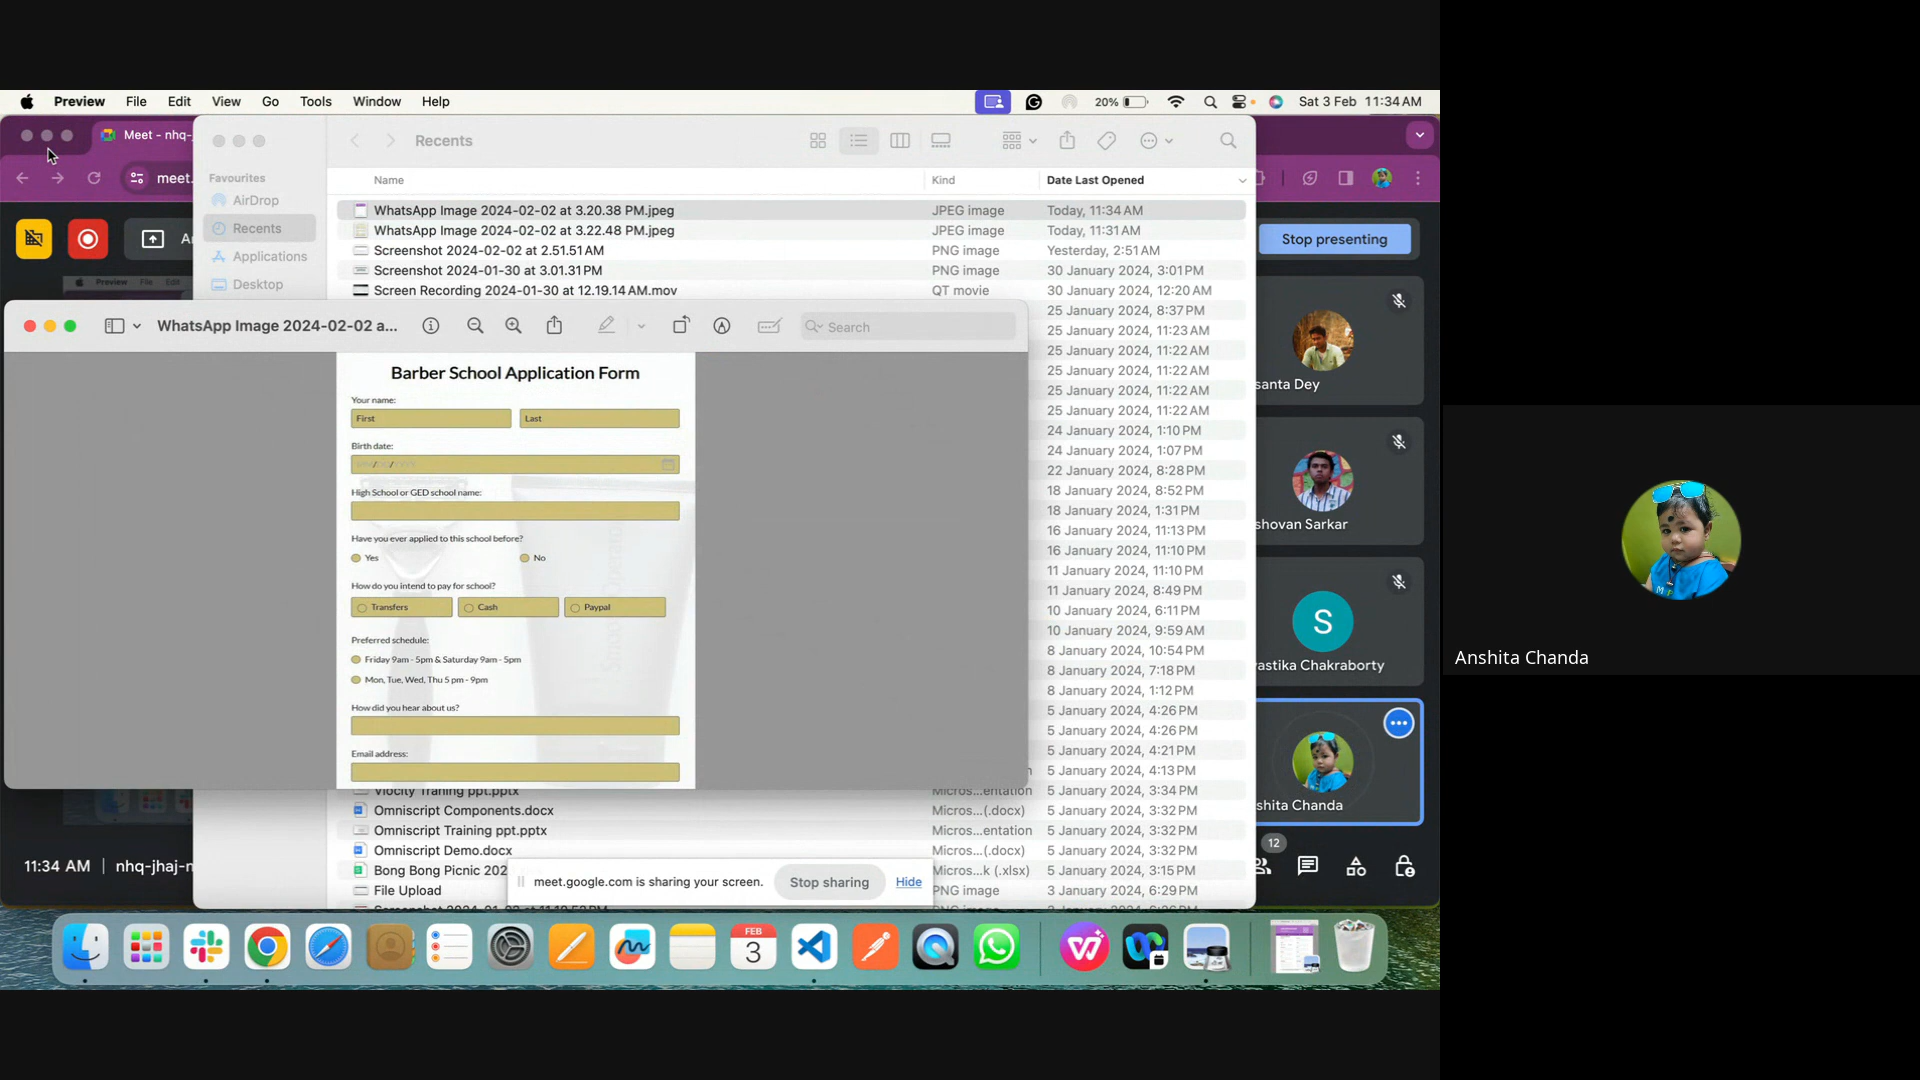 Preview File Edit View Go Tools Window Help
20% Sat 3 Feb 11:34 AM
Meet - nhq-
meet.
Recents
Favourites
AirDrop
Recents
Applications
Desktop
Name Kind Date Last Opened
WhatsApp Image 2024-02-02 at 3.20.38 PM.jpeg JPEG image Today, 11:34 AM
WhatsApp Image 2024-02-02 at 3.22.48 PM.jpeg JPEG image Today, 11:31 AM
Screenshot 2024-02-02 at 2.51.51 AM PNG image Yesterday, 2:51 AM
Screenshot 2024-01-30 at 3.01.31 PM PNG image 30 January 2024, 3:01 PM
Screen Recording 2024-01-30 at 12.19.14 AM.mov QT movie 30 January 2024, 12:20 AM
25 January 2024, 8:37 PM
25 January 2024, 11:23 AM
25 January 2024, 11:22 AM
25 January 2024, 11:22 AM
25 January 2024, 11:22 AM
25 January 2024, 11:22 AM
24 January 2024, 1:10 PM
24 January 2024, 1:07 PM
22 January 2024, 8:28 PM
18 January 2024, 8:52 PM
18 January 2024, 1:31 PM
16 January 2024, 11:13 PM
16 January 2024, 11:10 PM
11 January 2024, 11:10 PM
11 January 2024, 8:49 PM
10 January 2024, 6:11 PM
10 January 2024, 9:59 AM
8 January 2024, 10:54 PM
8 January 2024, 7:18 PM
8 January 2024, 1:12 PM
5 January 2024, 4:26 PM
5 January 2024, 4:26 PM
5 January 2024, 4:21 PM
5 January 2024, 4:13 PM
Vlocity Traning ppt.pptx Micros...entation 5 January 2024, 3:34 PM
Omniscript Components.docx Micros...(.docx) 5 January 2024, 3:32 PM
Omniscript Training ppt.pptx Micros...entation 5 January 2024, 3:32 PM
Omniscript Demo.docx Micros...(.docx) 5 January 2024, 3:32 PM
Bong Bong Picnic 202 Micros...k (.xlsx) 5 January 2024, 3:15 PM
File Upload PNG image 3 January 2024, 6:29 PM
WhatsApp Image 2024-02-02 a...
Search
Barber School Application Form
Your name:
First Last
Birth date:
High School or GED school name:
Have you ever applied to this school before?
Yes No
How do you intend to pay for school?
Transfers Cash Paypal
Preferred schedule:
Friday 9am - 5pm & Saturday 9am - 5pm
Mon, Tue, Wed, Thu 5 pm - 9pm
How did you hear about us?
Email address:
meet.google.com is sharing your screen. Stop sharing Hide
11:34 AM | nhq-jhaj-n
Stop presenting
santa Dey
shovan Sarkar
S
astika Chakraborty
shita Chanda
12
FEB
3
Anshita Chanda